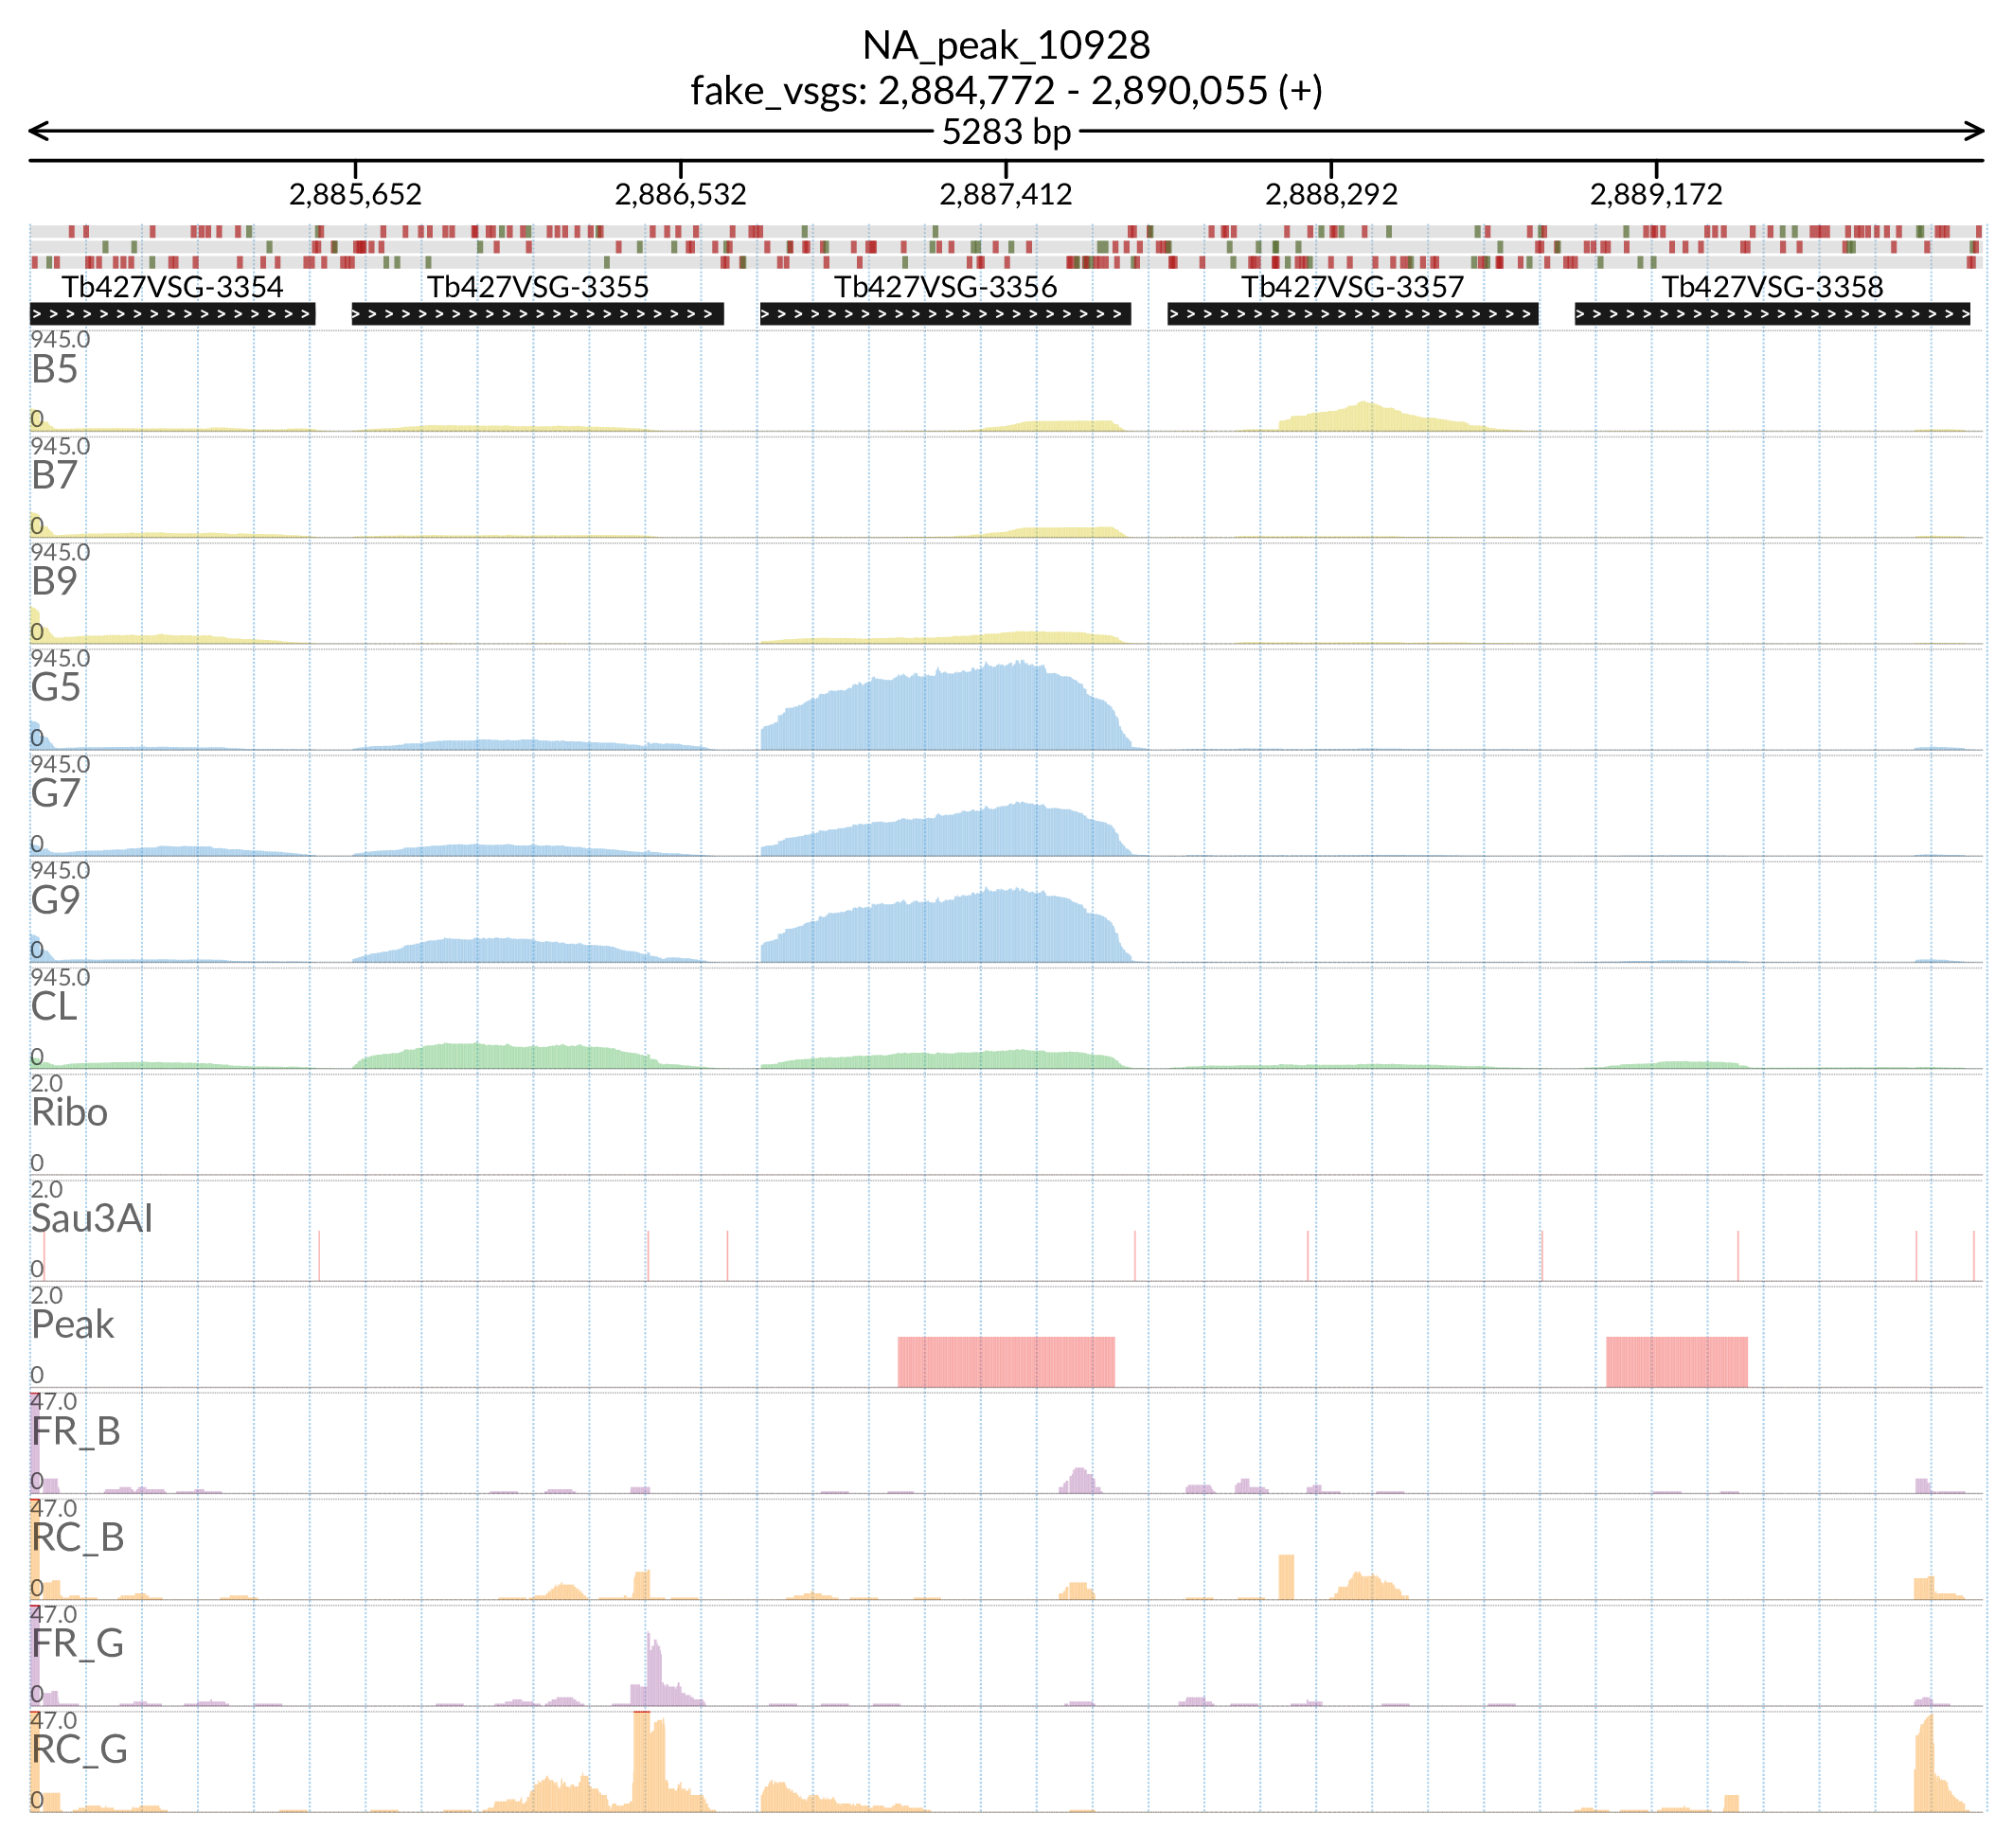 NA_peak_10928
fake_vsgs: 2,884,772 - 2,890,055 (+)
5283 bp
2,885,652 2,886,532 2,887,412 2,888,292 2,889,172
Tb427VSG-3354 Tb427VSG-3355 Tb427VSG-3356 Tb427VSG-3357 Tb427VSG-3358
945.0
B5
0
945.0
B7
0
945.0
B9
0
945.0
G5
0
945.0
G7
0
945.0
G9
0
945.0
CL
0
2.0
Ribo
0
2.0
Sau3AI
0
2.0
Peak
0
47.0
FR_B
0
47.0
RC_B
0
47.0
FR_G
0
47.0
RC_G
0